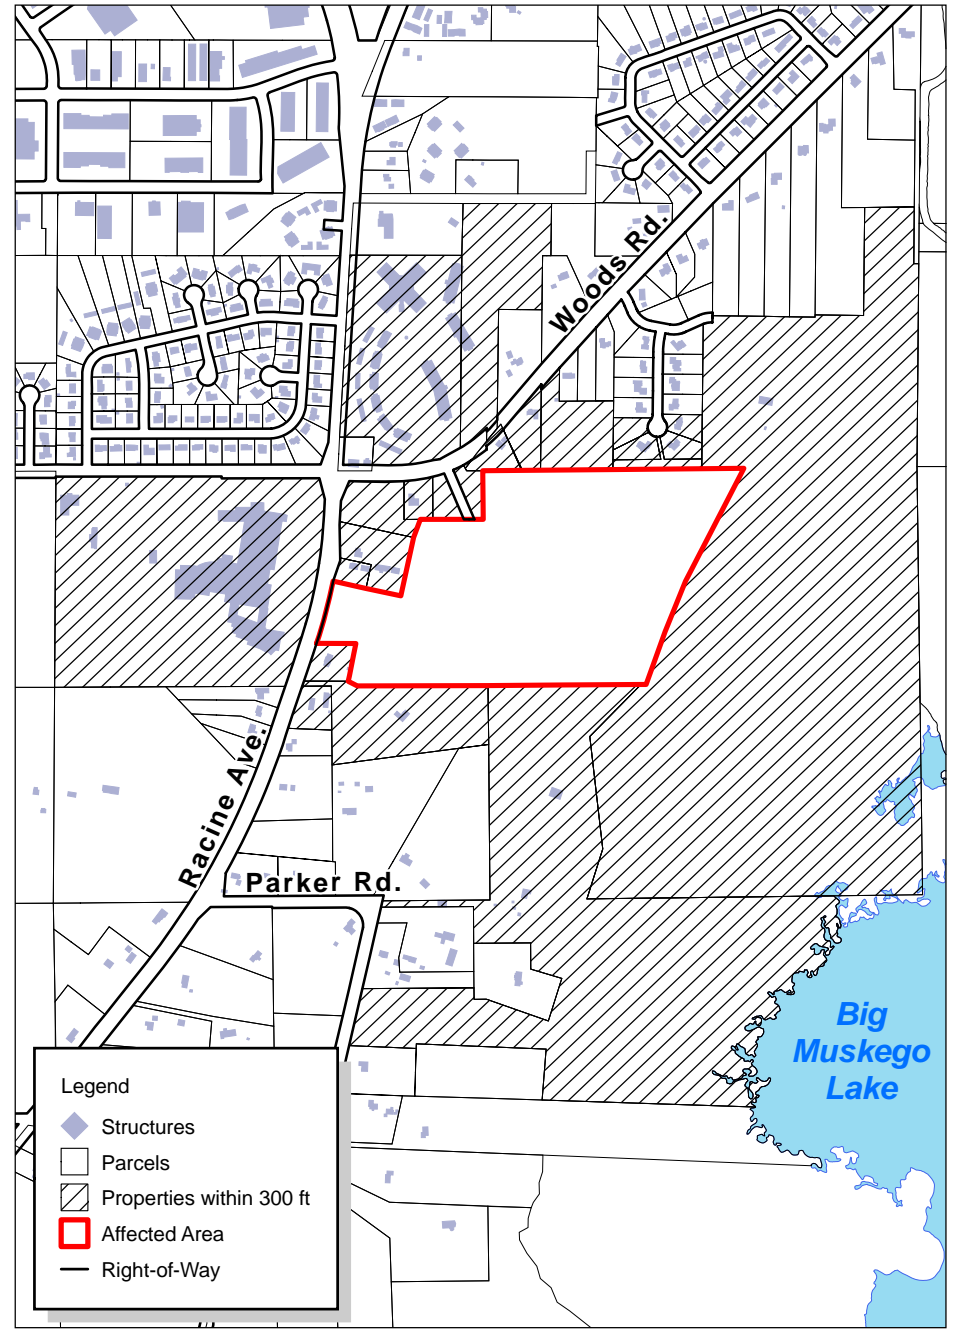 Woods Rd.
Racine Ave.
Parker Rd.
Big
Muskego
Lake
Legend
Structures
Parcels
Properties within 300 ft
Affected Area
Right-of-Way